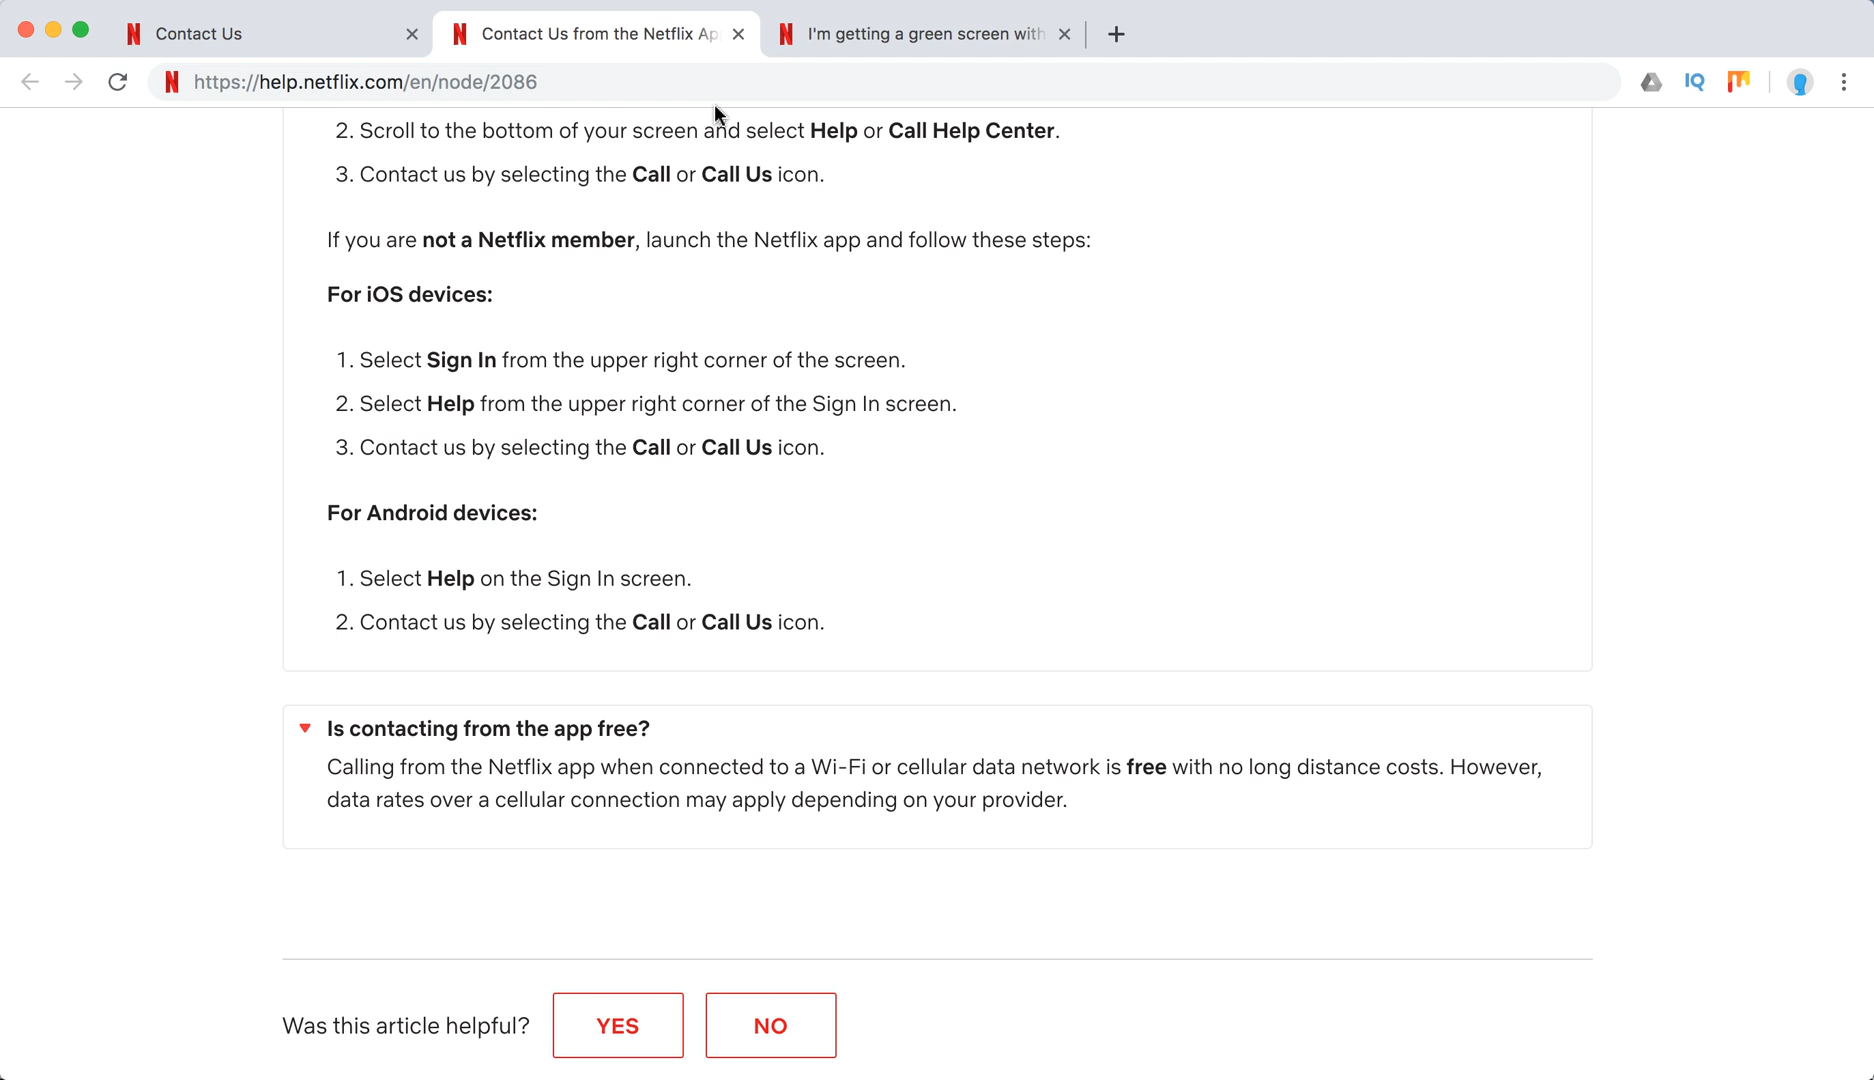 Contact Us
Contact Us from the Netflix Ap
I'm getting a green screen with
https://help.netflix.com/en/node/2086
IQ
2. Scroll to the bottom of your screen and select Help or Call Help Center.
3. Contact us by selecting the Call or Call Us icon.
If you are not a Netflix member, launch the Netflix app and follow these steps:
For iOS devices:
1. Select Sign In from the upper right corner of the screen.
2. Select Help from the upper right corner of the Sign In screen.
3. Contact us by selecting the Call or Call Us icon.
For Android devices:
1. Select Help on the Sign In screen.
2. Contact us by selecting the Call or Call Us icon.
Is contacting from the app free?
Calling from the Netflix app when connected to a Wi-Fi or cellular data network is free with no long distance costs. However,
data rates over a cellular connection may apply depending on your provider.
Was this article helpful?
YES
NO